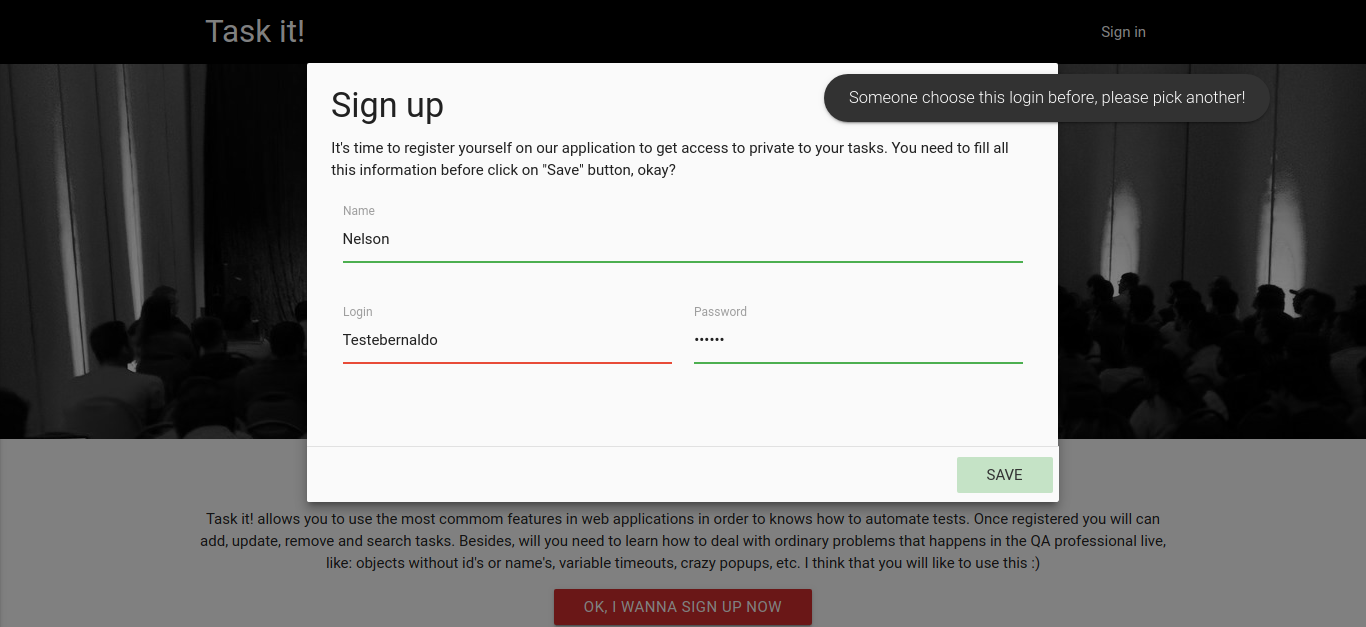 Task it!
Sign in
Someone choose this login before, please pick another!
Sign up
It's time to register yourself on our application to get access to private to your tasks. You need to fill all
this information before click on "Save" button, okay?
Name
Nelson
Login
Password
Testebernaldo
••••••
SAVE
Task it! allows you to use the most commom features in web applications in order to knows how to automate tests. Once registered you will can
add, update, remove and search tasks. Besides, will you need to learn how to deal with ordinary problems that happens in the QA professional live,
like: objects without id's or name's, variable timeouts, crazy popups, etc. I think that you will like to use this :)
OK, I WANNA SIGN UP NOW